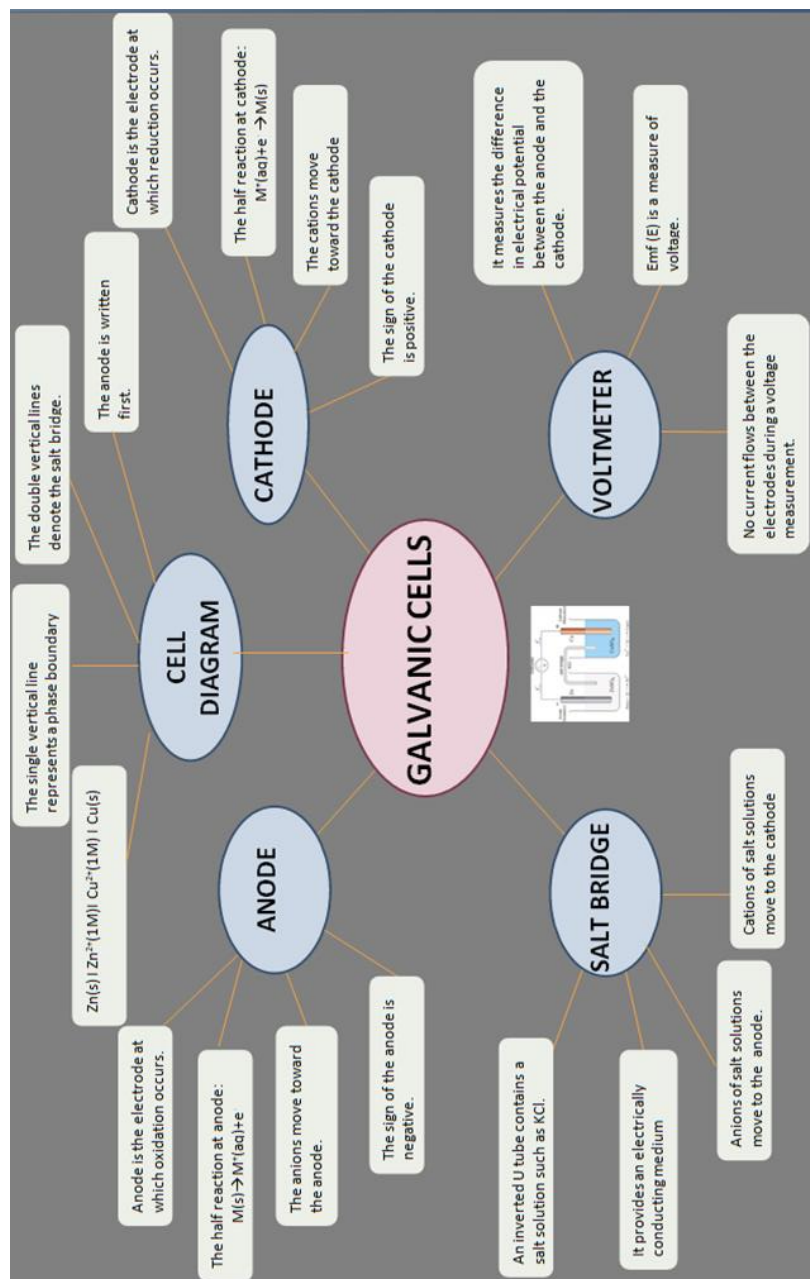 GALVANIC CELLS
ANODE
Anode is the electrode at
which oxidation occurs.
The half reaction at anode:
M(s)→M⁺(aq)+e⁻
The anions move toward
the anode.
The sign of the anode is
negative.
CELL
DIAGRAM
Zn(s) I Zn²⁺(1M)I Cu²⁺(1M) I Cu(s)
The single vertical line
represents a phase boundary
The double vertical lines
denote the salt bridge.
The anode is written
first.
CATHODE
Cathode is the electrode at
which reduction occurs.
The half reaction at cathode:
M⁺(aq)+e⁻ →M(s)
The cations move
toward the cathode
The sign of the cathode
is positive.
SALT BRIDGE
An inverted U tube contains a
salt solution such as KCl.
It provides an electrically
conducting medium
Anions of salt solutions
move to the anode.
Cations of salt solutions
move to the cathode
VOLTMETER
It measures the difference
in electrical potential
between the anode and the
cathode.
Emf (E) is a measure of
voltage.
No current flows between the
electrodes during a voltage
measurement.